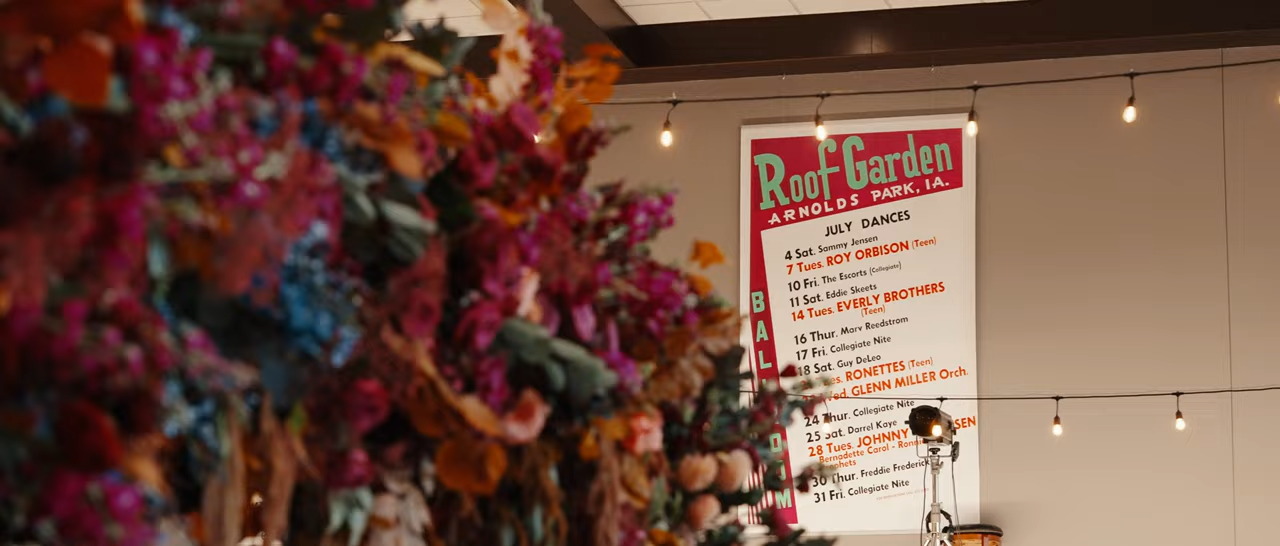 Roof Garden
ARNOLDS PARK, IA.
JULY DANCES
4 Sat. Sammy Jensen
7 Tues. ROY ORBISON (Teen)
10 Fri. The Escorts (Collegiate)
11 Sat. Eddie Skeets
14 Tues. EVERLY BROTHERS
(Teen)
16 Thur. Marv Reedstrom
17 Fri. Collegiate Nite
18 Sat. Guy DeLeo
RONETTES (Teen)
GLENN MILLER Orch.
24 Thur. Collegiate Nite
25 Sat. Darrel Kaye
28 Tues. JOHNNY SEN
Bernadette Carol - Ronnie
30 Thur. Freddie Frederick
31 Fri. Collegiate Nite
BAL OM